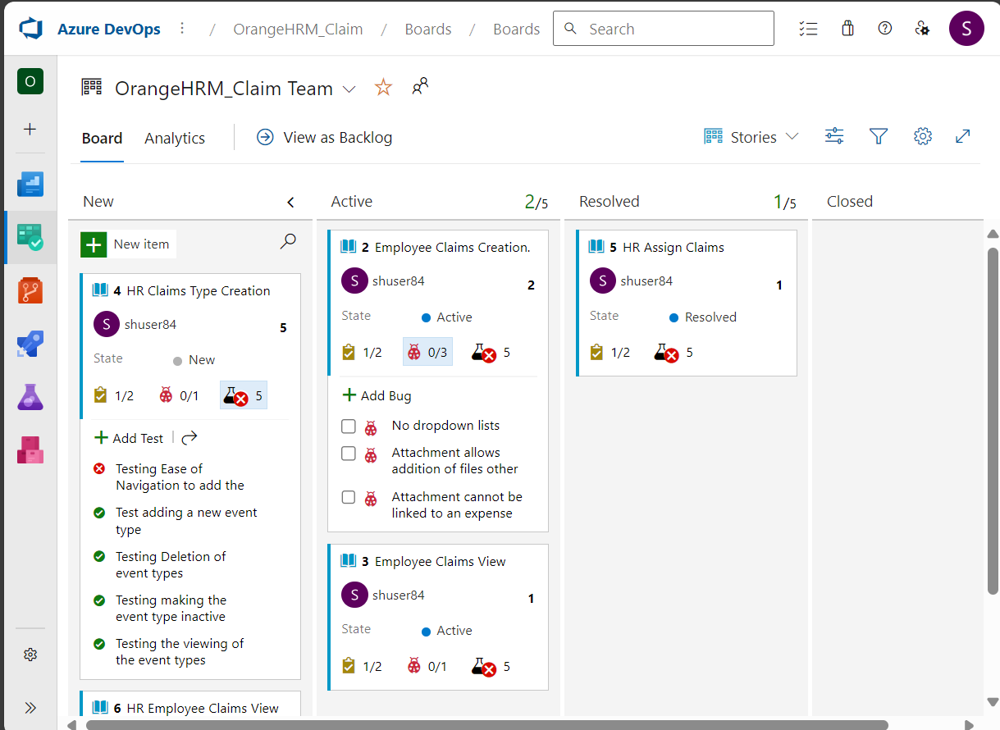 Azure DevOps / OrangeHRM_Claim / Boards / Boards Search S
O
OrangeHRM_Claim Team
Board Analytics View as Backlog Stories
New Active 2/5 Resolved 1/5 Closed
New item
4 HR Claims Type Creation
S shuser84
5
State New
1/2 0/1 5
Add Test
Testing Ease of
Navigation to add the
Test adding a new event
type
Testing Deletion of
event types
Testing making the
event type inactive
Testing the viewing of
the event types
6 HR Employee Claims View
2 Employee Claims Creation.
S shuser84
2
State Active
1/2 0/3 5
Add Bug
No dropdown lists
Attachment allows
addition of files other
Attachment cannot be
linked to an expense
3 Employee Claims View
S shuser84
1
State Active
1/2 0/1 5
5 HR Assign Claims
S shuser84
1
State Resolved
1/2 5